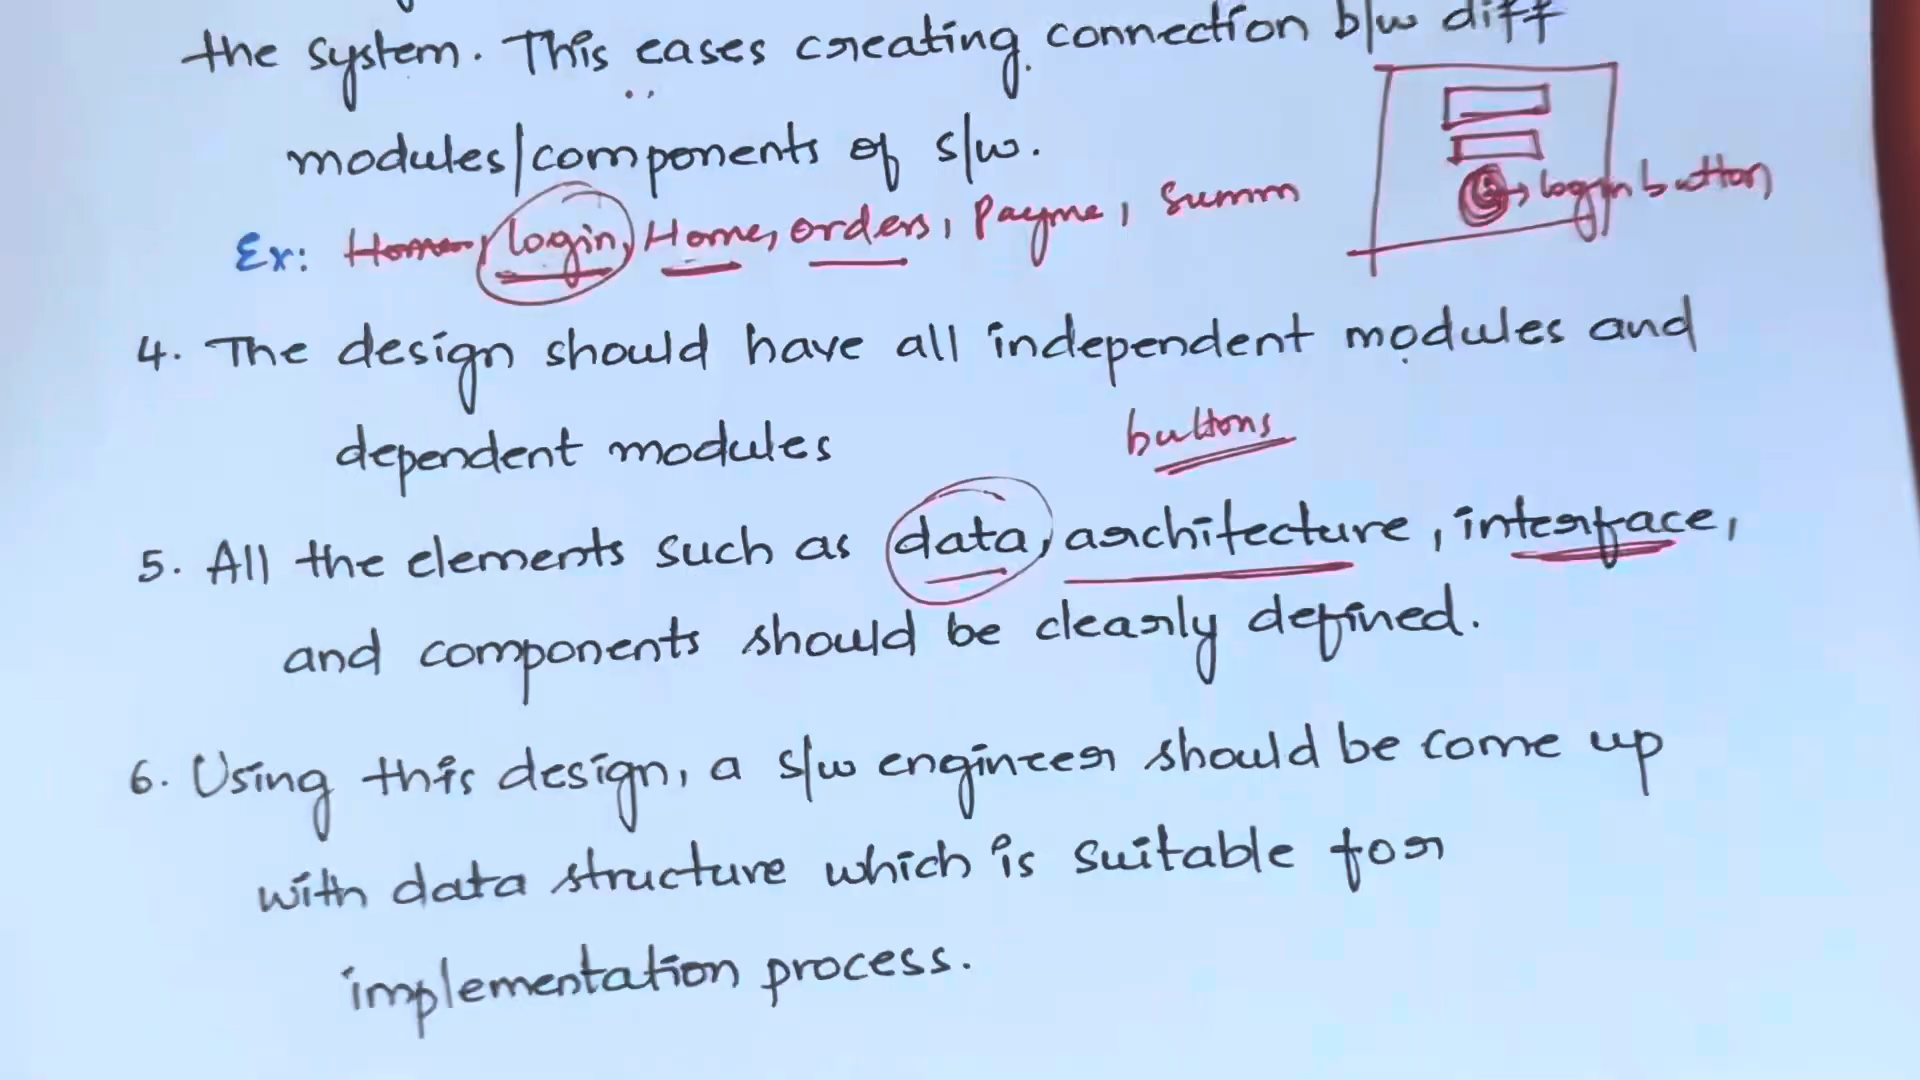 the system. This eases creating connection b/w diff
modules/components of s/w.
Ex: Home, login, Home, orders, Payme, Summ
login button
4. The design should have all independent modules and
dependent modules
buttons
5. All the elements such as data, architecture, interface,
and components should be clearly defined.
6. Using this design, a s/w engineer should be come up
with data structure which is suitable for
implementation process.